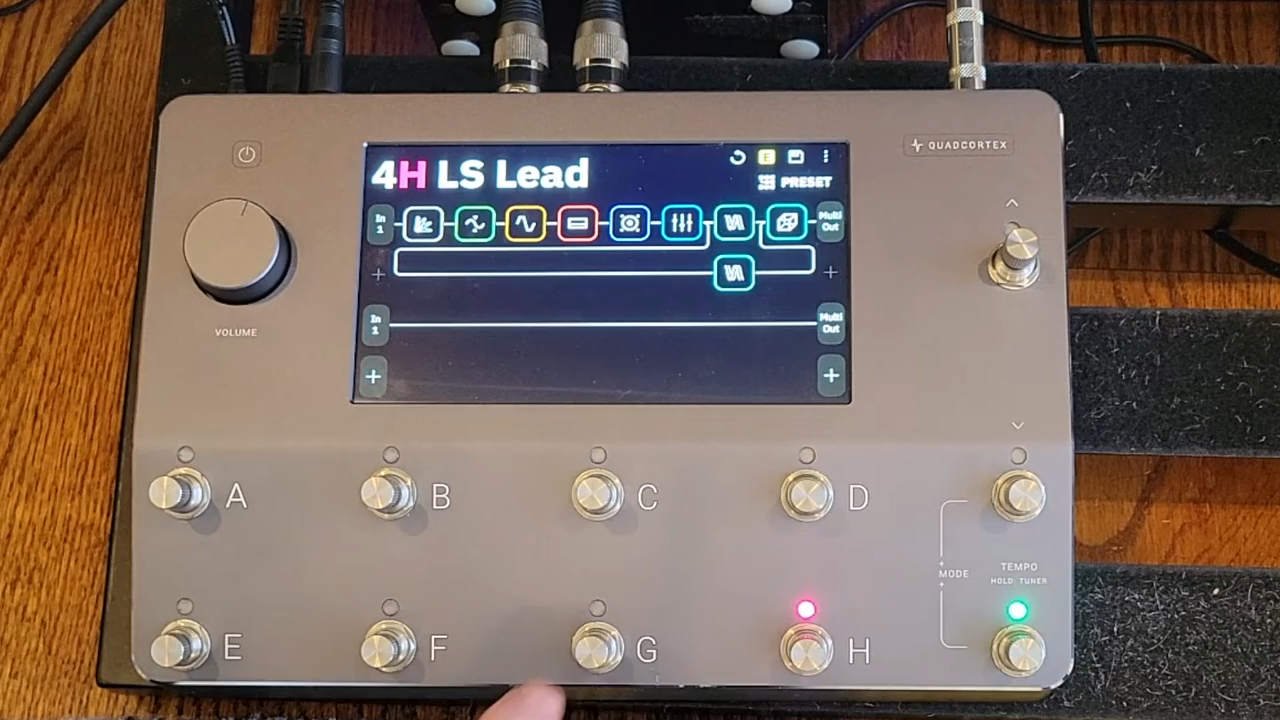 QUADCORTEX
4H LS Lead
E
PRESET
In
1
Multi
Out
VOLUME
In
1
Multi
Out
A
B
C
D
MODE
TEMPO
HOLD TUNER
E
F
G
H